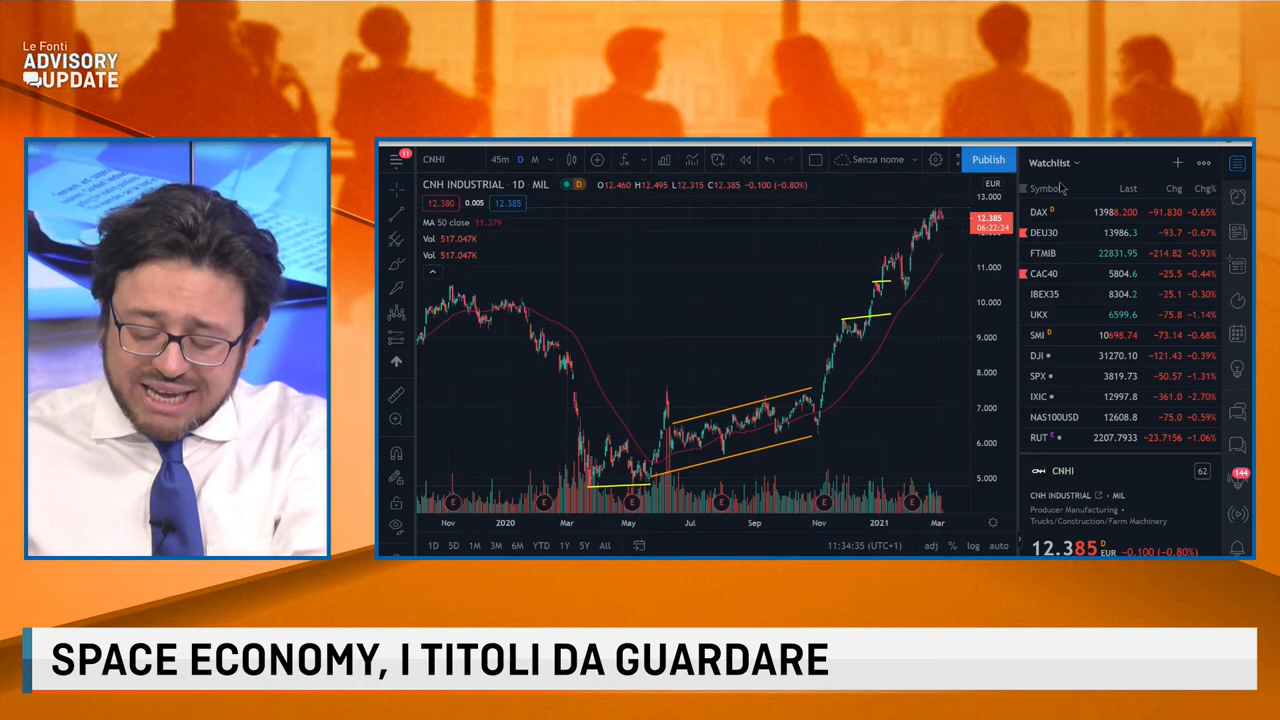 Le Fonti
ADVISORY
UPDATE
11
CNHI
45m D M
Senza nome
Publish
CNH INDUSTRIAL · 1D · MIL
D
O12.460 H12.495 L12.315 C12.385 -0.100 (-0.80%)
12.380 0.005 12.385
MA 50 close 11.379
Vol 517.047K
Vol 517.047K
EUR
13.000
12.385
06:22:24
11.000
10.000
9.000
8.000
7.000
6.000
5.000
E E E E E E
Nov 2020 Mar May Jul Sep Nov 2021 Mar
1D 5D 1M 3M 6M YTD 1Y 5Y All
11:34:35 (UTC+1) adj % log auto
Watchlist
Symbol Last Chg Chg%
DAX D 13988.200 -91.830 -0.65%
DEU30 13986.3 -93.7 -0.67%
FTMIB 22831.95 -214.82 -0.93%
CAC40 5804.6 -25.5 -0.44%
IBEX35 8304.2 -25.1 -0.30%
UKX 6599.6 -75.8 -1.14%
SMI D 10698.74 -73.14 -0.68%
DJI 31270.10 -121.43 -0.39%
SPX 3819.73 -50.57 -1.31%
IXIC 12997.8 -361.0 -2.70%
NAS100USD 12608.8 -75.0 -0.59%
RUT E 2207.7933 -23.7156 -1.06%
CNHI 62
CNH INDUSTRIAL · MIL
Producer Manufacturing ·
Trucks/Construction/Farm Machinery
12.385 D EUR -0.100 (-0.80%)
144
SPACE ECONOMY, I TITOLI DA GUARDARE